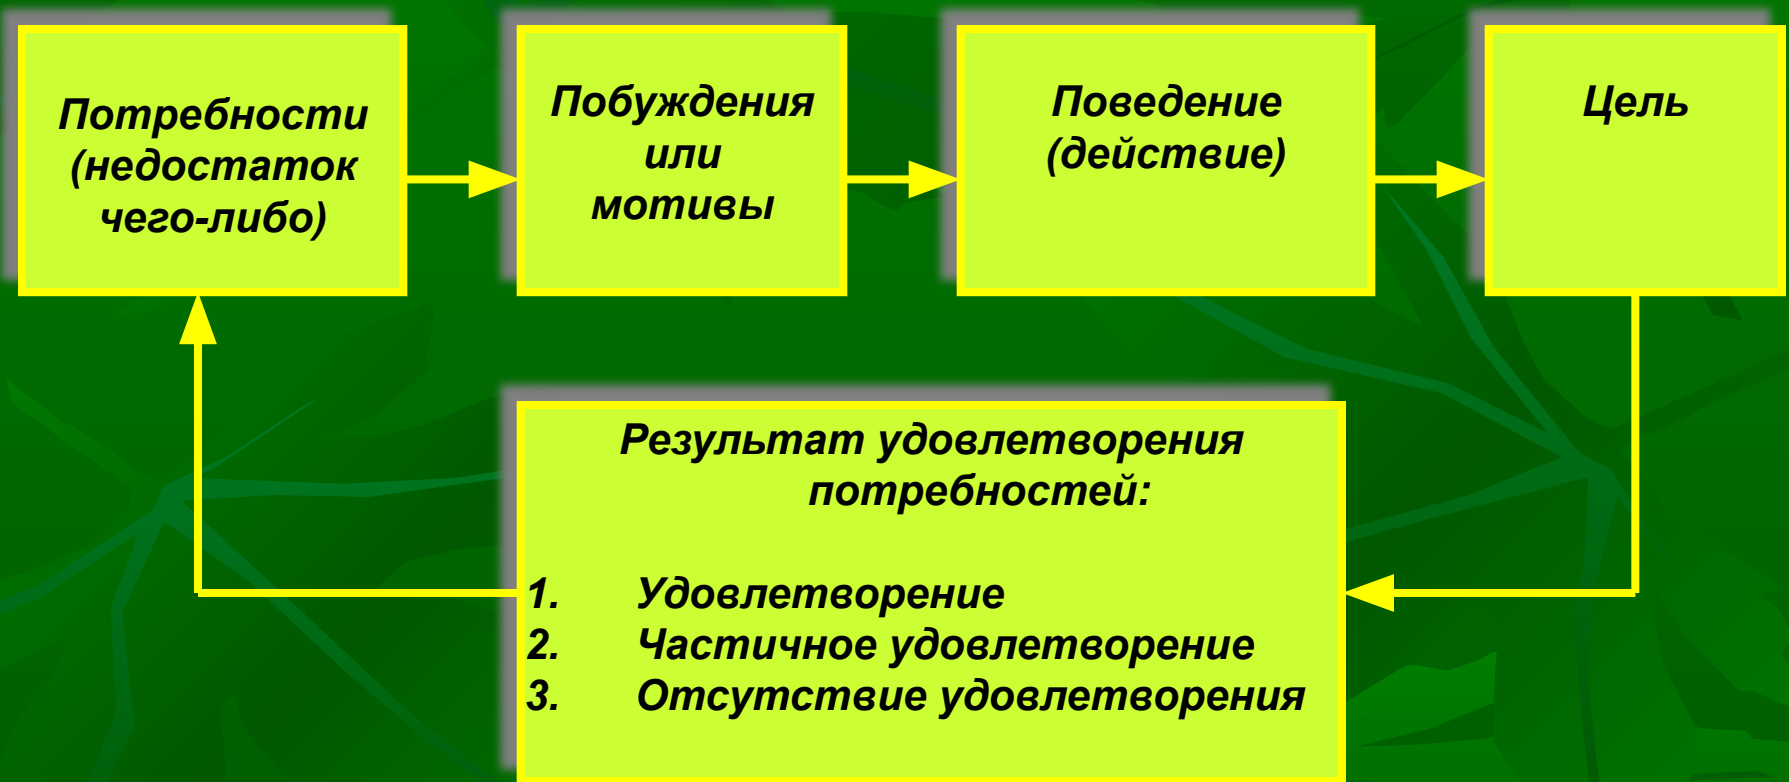 Потребности
(недостаток
чего-либо)
Побуждения
или
мотивы
Поведение
(действие)
Цель
Результат удовлетворения
потребностей:
1. Удовлетворение
2. Частичное удовлетворение
3. Отсутствие удовлетворения